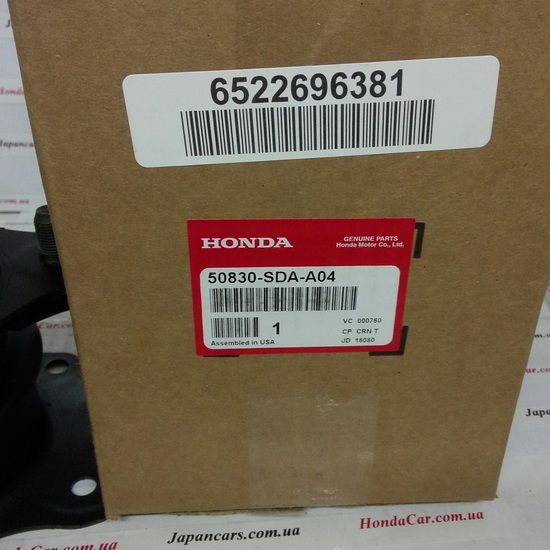 6522696381
HONDA
GENUINE PARTS
Honda Motor Co., Ltd.
50830-SDA-A04
1
VC 000760
CP CRN T
JD 16080
Assembled in USA
Japancars.com.ua
HondaCar.com.ua